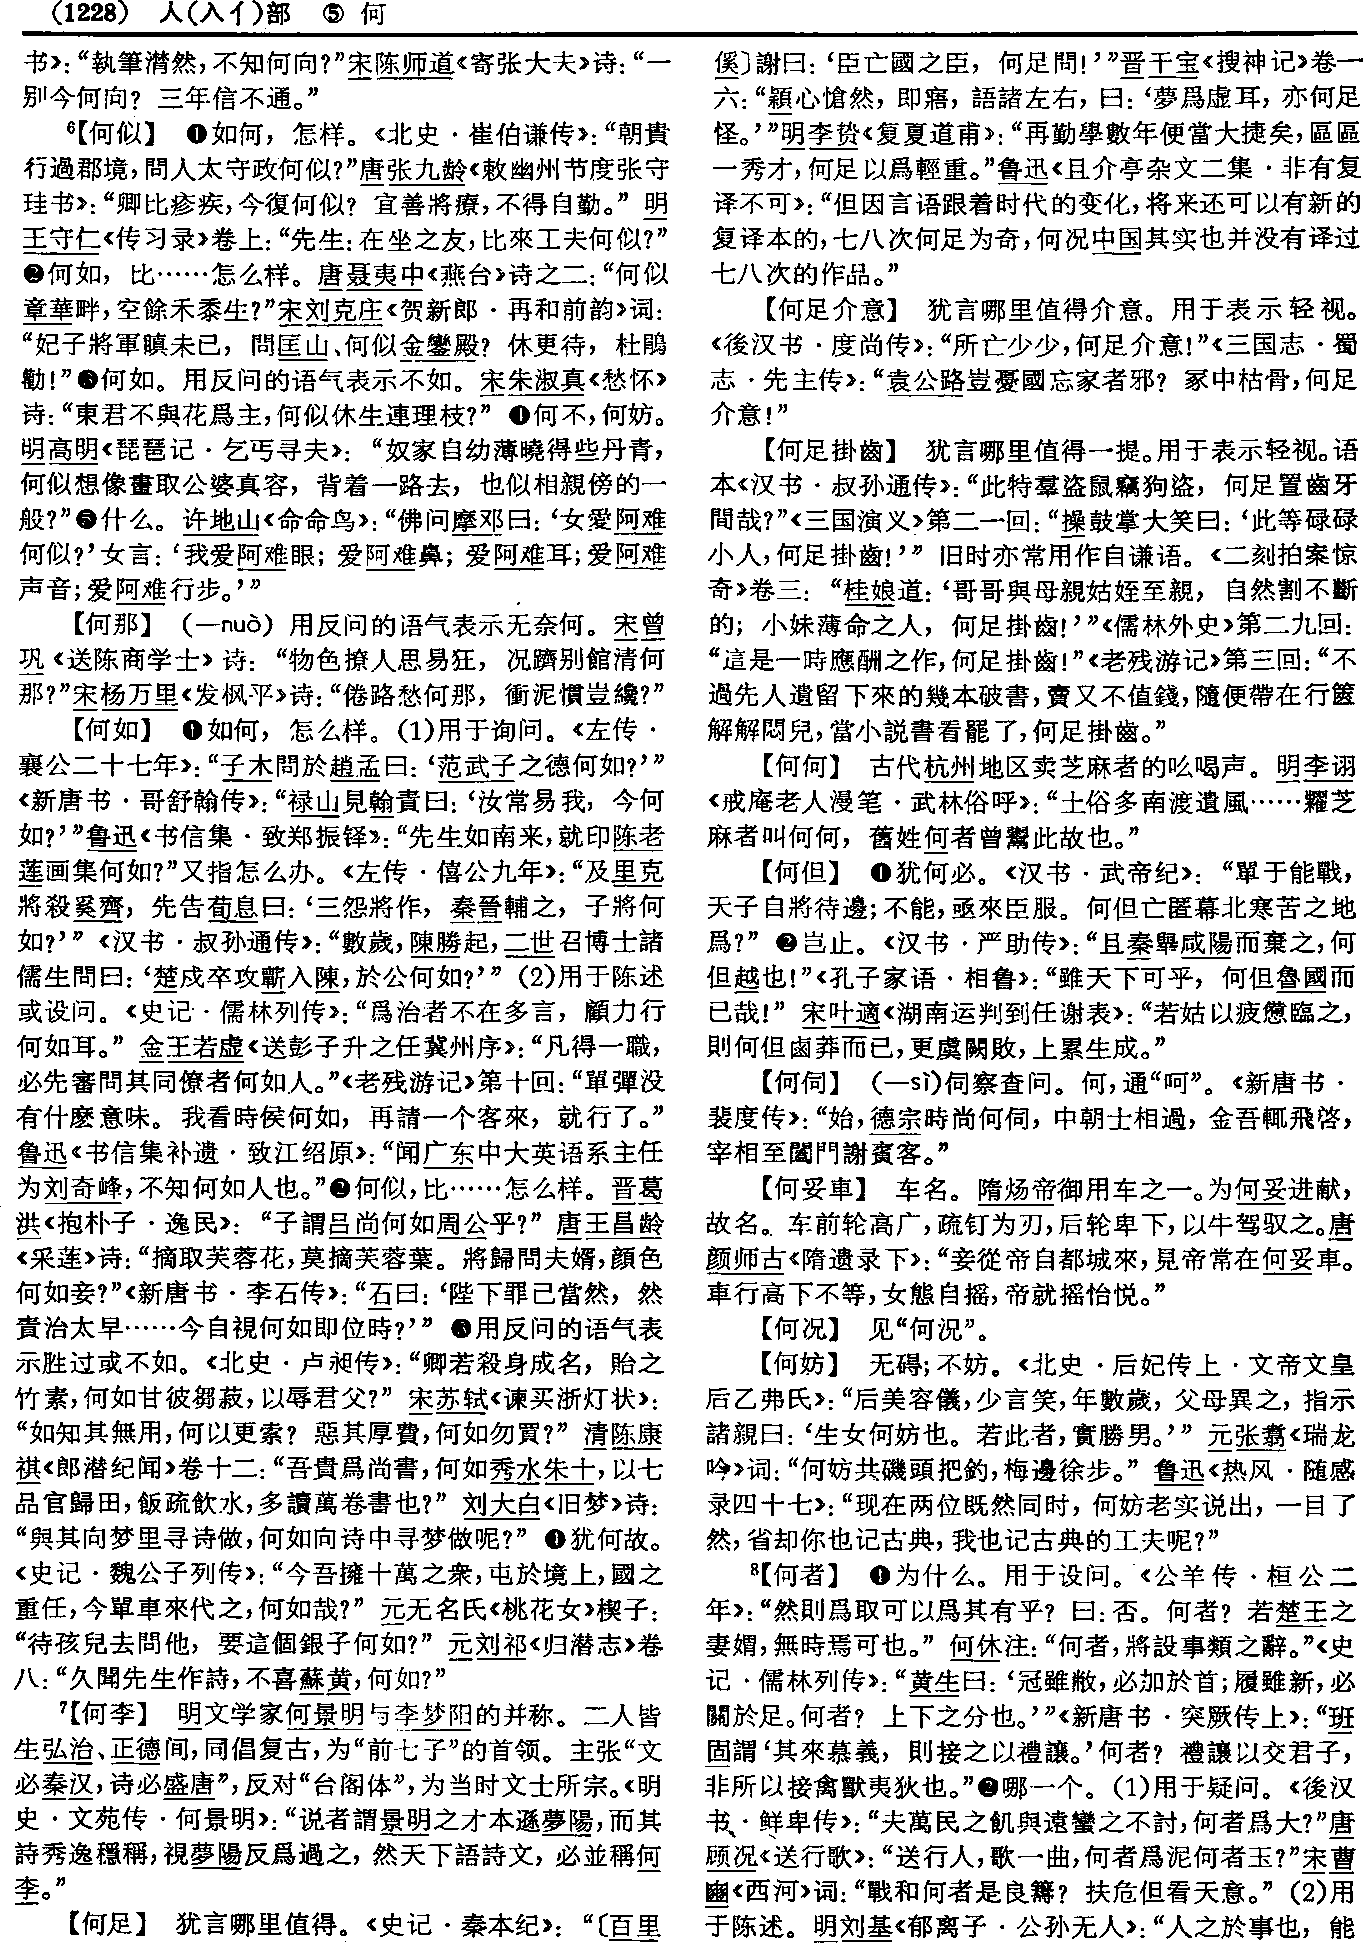 (1228) 人(入亻)部 ⑤ 何
书》：“執筆潸然，不知何向？”宋陈师道《寄张大夫》诗：“一
别今何向？三年信不通。”
⁶【何似】 ❶如何，怎样。《北史·崔伯谦传》：“朝貴
行過郡境，問人太守政何似？”唐张九龄《敕幽州节度张守
珪书》：“卿比疹疾，今復何似？宜善將療，不得自勤。”明
王守仁《传习录》卷上：“先生：在坐之友，比來工夫何似？”
❷何如，比……怎么样。唐聂夷中《燕台》诗之二：“何似
章華畔，空餘禾黍生？”宋刘克庄《贺新郎·再和前韵》词：
“妃子將軍瞋未已，問匡山、何似金鑾殿？休更待，杜鵑
勸！”❸何如。用反问的语气表示不如。宋朱淑真《愁怀》
诗：“東君不與花爲主，何似休生連理枝？” ❹何不，何妨。
明高明《琵琶记·乞丐寻夫》：“奴家自幼薄曉得些丹青，
何似想像畫取公婆真容，背着一路去，也似相親傍的一
般？”❺什么。许地山《命命鸟》：“佛问摩邓曰：‘女愛阿难
何似？’女言：‘我爱阿难眼；爱阿难鼻；爱阿难耳；爱阿难
声音；爱阿难行步。’”
【何那】 (—nuò) 用反问的语气表示无奈何。宋曾
巩《送陈商学士》诗：“物色撩人思易狂，况躋别館清何
那？”宋杨万里《发枫平》诗：“倦路愁何那，衝泥慣豈纔？”
【何如】 ❶如何，怎么样。(1)用于询问。《左传·
襄公二十七年》：“子木問於趙孟曰：‘范武子之德何如？’”
《新唐书·哥舒翰传》：“禄山見翰責曰：‘汝常易我，今何
如？’”鲁迅《书信集·致郑振铎》：“先生如南来，就印陈老
莲画集何如？”又指怎么办。《左传·僖公九年》：“及里克
將殺奚齊，先告荀息曰：‘三怨將作，秦晉輔之，子將何
如？’”《汉书·叔孙通传》：“數歲，陳勝起，二世召博士諸
儒生問曰：‘楚戍卒攻蘄入陳，於公何如？’” (2)用于陈述
或设问。《史记·儒林列传》：“爲治者不在多言，顧力行
何如耳。”金王若虚《送彭子升之任冀州序》：“凡得一職，
必先審問其同僚者何如人。”《老残游记》第十回：“單彈没
有什麽意味。我看時侯何如，再請一个客來，就行了。”
鲁迅《书信集补遗·致江绍原》：“闻广东中大英语系主任
为刘奇峰，不知何如人也。”❷何似，比……怎么样。晋葛
洪《抱朴子·逸民》：“子謂吕尚何如周公乎？”唐王昌龄
《采莲》诗：“摘取芙蓉花，莫摘芙蓉葉。將歸問夫婿，顔色
何如妾？”《新唐书·李石传》：“石曰：‘陛下罪己當然，然
責治太早……今自視何如即位時？’” ❸用反问的语气表
示胜过或不如。《北史·卢昶传》：“卿若殺身成名，貽之
竹素，何如甘彼芻菽，以辱君父？”宋苏轼《谏买浙灯状》：
“如知其無用，何以更索？惡其厚費，何如勿買？”清陈康
祺《郎潜纪闻》卷十二：“吾貴爲尚書，何如秀水朱十，以七
品官歸田，飯疏飲水，多讀萬卷書也？”刘大白《旧梦》诗：
“與其向梦里寻诗做，何如向诗中寻梦做呢？” ❹犹何故。
《史记·魏公子列传》：“今吾擁十萬之衆，屯於境上，國之
重任，今單車來代之，何如哉？”元无名氏《桃花女》楔子：
“待孩兒去問他，要這個銀子何如？”元刘祁《归潜志》卷
八：“久聞先生作詩，不喜蘇黄，何如？”
⁷【何李】 明文学家何景明与李梦阳的并称。二人皆
生弘治、正德间，同倡复古，为“前七子”的首领。主张“文
必秦汉，诗必盛唐”，反对“台阁体”，为当时文士所宗。《明
史·文苑传·何景明》：“说者謂景明之才本遜夢陽，而其
詩秀逸穩稱，視夢陽反爲過之，然天下語詩文，必並稱何
李。”
【何足】 犹言哪里值得。《史记·秦本纪》：“〔百里
傒〕謝曰：‘臣亡國之臣，何足問！’”晋干宝《搜神记》卷一
六：“穎心愴然，即寤，語諸左右，曰：‘夢爲虚耳，亦何足
怪。’”明李贽《复夏道甫》：“再勤學數年便當大捷矣，區區
一秀才，何足以爲輕重。”鲁迅《且介亭杂文二集·非有复
译不可》：“但因言语跟着时代的变化，将来还可以有新的
复译本的，七八次何足为奇，何况中国其实也并没有译过
七八次的作品。”
【何足介意】 犹言哪里值得介意。用于表示轻视。
《後汉书·度尚传》：“所亡少少，何足介意！”《三国志·蜀
志·先主传》：“袁公路豈憂國忘家者邪？冢中枯骨，何足
介意！”
【何足掛齒】 犹言哪里值得一提。用于表示轻视。语
本《汉书·叔孙通传》：“此特羣盗鼠竊狗盗，何足置齒牙
間哉？”《三国演义》第二一回：“操鼓掌大笑曰：‘此等碌碌
小人，何足掛齒！’” 旧时亦常用作自谦语。《二刻拍案惊
奇》卷三：“桂娘道：‘哥哥與母親姑姪至親，自然割不斷
的；小妹薄命之人，何足掛齒！’”《儒林外史》第二九回：
“這是一時應酬之作，何足掛齒！”《老残游记》第三回：“不
過先人遺留下來的幾本破書，賣又不值錢，隨便帶在行篋
解解悶兒，當小説書看罷了，何足掛齒。”
【何何】 古代杭州地区卖芝麻者的吆喝声。明李诩
《戒庵老人漫笔·武林俗呼》：“土俗多南渡遺風……糶芝
麻者叫何何，舊姓何者曾鬻此故也。”
【何但】 ❶犹何必。《汉书·武帝纪》：“單于能戰，
天子自將待邊；不能，亟來臣服。何但亡匿幕北寒苦之地
爲？” ❷岂止。《汉书·严助传》：“且秦舉咸陽而棄之，何
但越也！”《孔子家语·相鲁》：“雖天下可乎，何但魯國而
已哉！”宋叶適《湖南运判到任谢表》：“若姑以疲憊臨之，
則何但鹵莽而已，更虞闕敗，上累生成。”
【何伺】 (—sì)伺察查问。何，通“呵”。《新唐书·
裴度传》：“始，德宗時尚何伺，中朝士相過，金吾輒飛啓，
宰相至闔門謝賓客。”
【何妥車】 车名。隋炀帝御用车之一。为何妥进献，
故名。车前轮高广，疏钉为刃，后轮卑下，以牛驾驭之。唐
颜师古《隋遗录下》：“妾從帝自都城來，見帝常在何妥車。
車行高下不等，女態自摇，帝就摇怡悦。”
【何况】 见“何況”。
【何妨】 无碍；不妨。《北史·后妃传上·文帝文皇
后乙弗氏》：“后美容儀，少言笑，年數歲，父母異之，指示
諸親曰：‘生女何妨也。若此者，實勝男。’” 元张翥《瑞龙
吟》词：“何妨共磯頭把釣，梅邊徐步。”鲁迅《热风·随感
录四十七》：“现在两位既然同时，何妨老实说出，一目了
然，省却你也记古典，我也记古典的工夫呢？”
⁸【何者】 ❶为什么。用于设问。《公羊传·桓公二
年》：“然則爲取可以爲其有乎？曰：否。何者？若楚王之
妻媦，無時焉可也。”何休注：“何者，將設事類之辭。”《史
记·儒林列传》：“黄生曰：‘冠雖敝，必加於首；履雖新，必
關於足。何者？上下之分也。’”《新唐书·突厥传上》：“班
固謂‘其來慕義，則接之以禮讓。’何者？禮讓以交君子，
非所以接禽獸夷狄也。”❷哪一个。(1)用于疑问。《後汉
书·鲜卑传》：“夫萬民之飢與遠蠻之不討，何者爲大？”唐
顾况《送行歌》：“送行人，歌一曲，何者爲泥何者玉？”宋曹
豳《西河》词：“戰和何者是良籌？扶危但看天意。” (2)用
于陈述。明刘基《郁离子·公孙无人》：“人之於事也，能